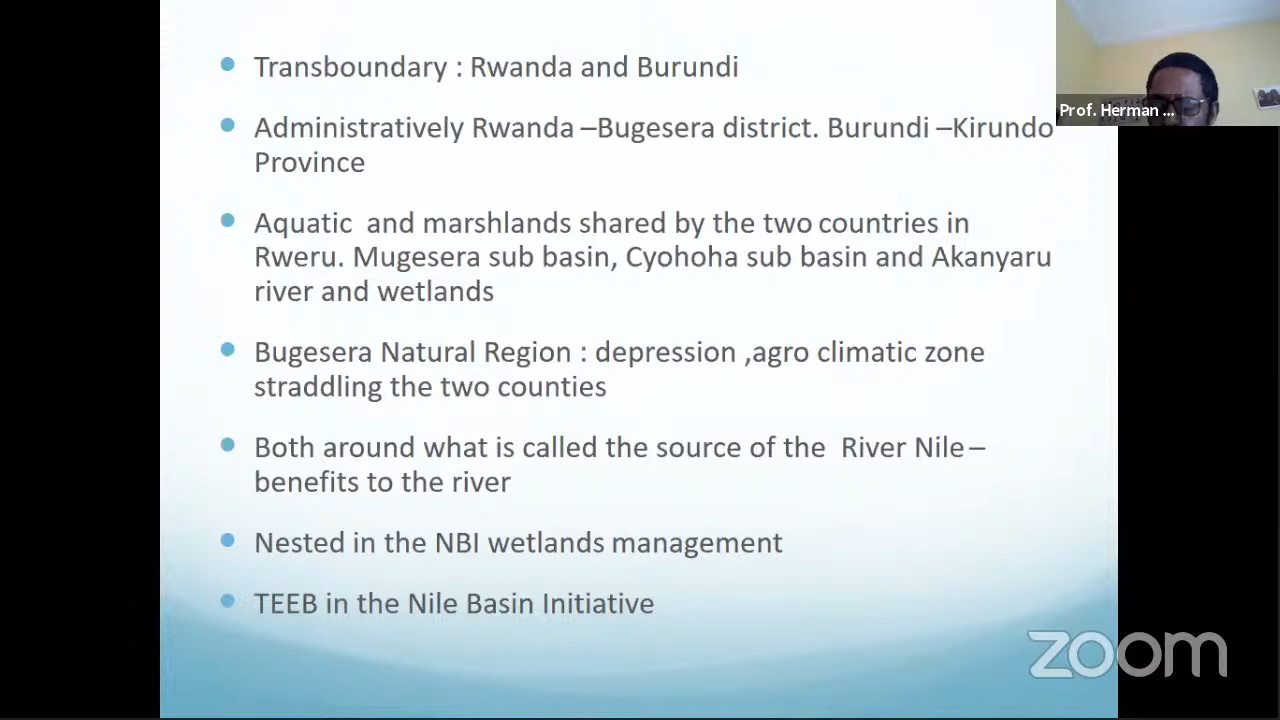 Transboundary : Rwanda and Burundi
Administratively Rwanda –Bugesera district. Burundi –Kirundo
Province
Aquatic and marshlands shared by the two countries in
Rweru. Mugesera sub basin, Cyohoha sub basin and Akanyaru
river and wetlands
Bugesera Natural Region : depression ,agro climatic zone
straddling the two counties
Both around what is called the source of the River Nile –
benefits to the river
Nested in the NBI wetlands management
TEEB in the Nile Basin Initiative
Prof. Herman ...
zoom